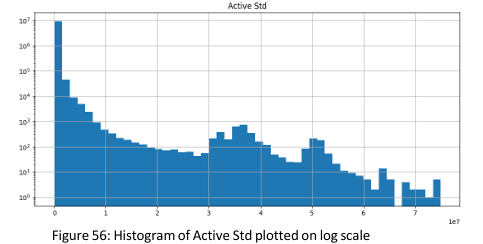 Active Std
10⁷
10⁶
10⁵
10⁴
10³
10²
10¹
10⁰
0 1 2 3 4 5 6 7
1e7
Figure 56: Histogram of Active Std plotted on log scale